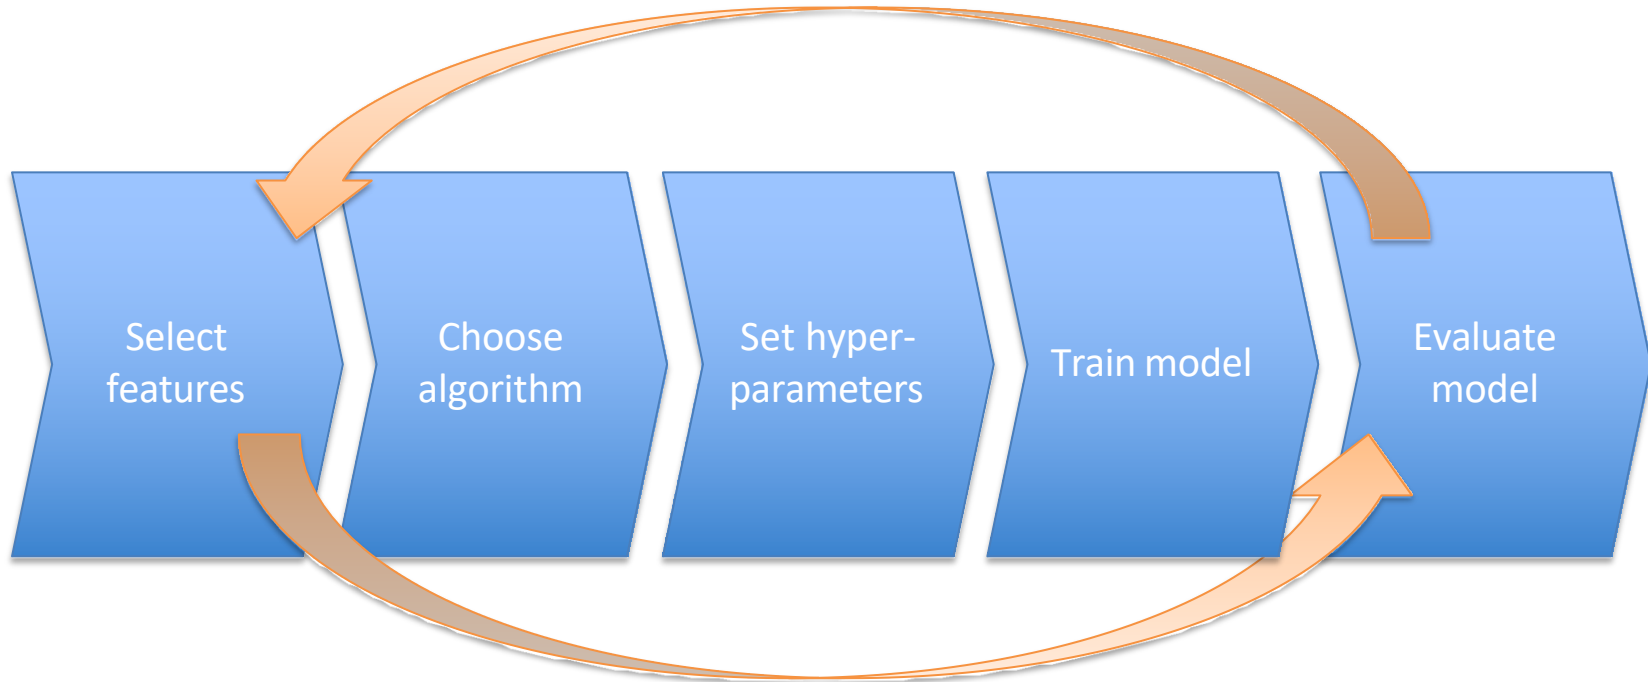 Select
features
Choose
algorithm
Set hyper-
parameters
Train model
Evaluate
model